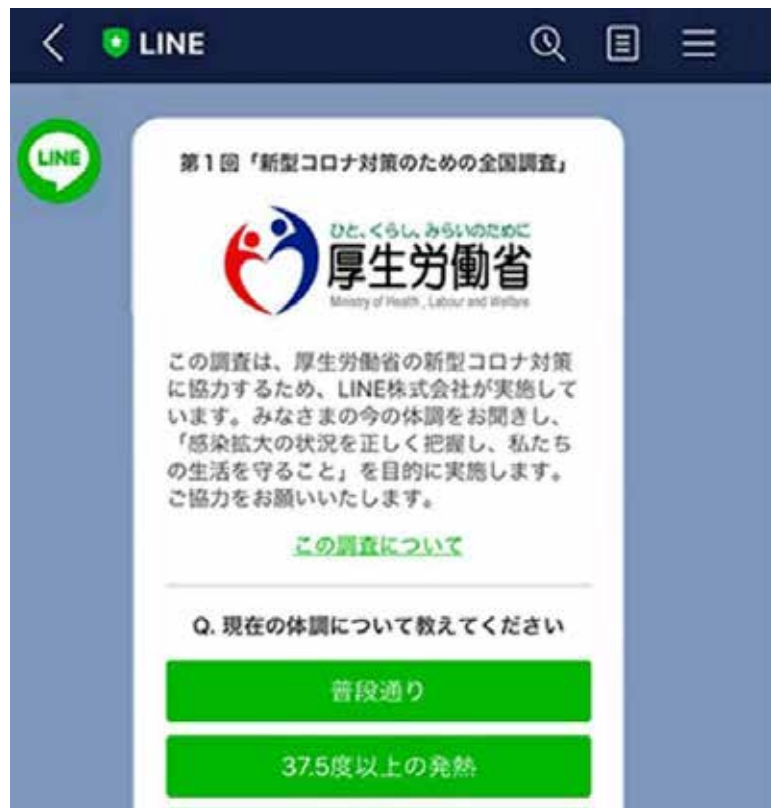 LINE
LINE
第1回「新型コロナ対策のための全国調査」
ひと、くらし、みらいのために
厚生労働省
Ministry of Health, Labour and Welfare
この調査は、厚生労働省の新型コロナ対策
に協力するため、LINE株式会社が実施して
います。みなさまの今の体調をお聞きし、
「感染拡大の状況を正しく把握し、私たち
の生活を守ること」を目的に実施します。
ご協力をお願いいたします。
この調査について
Q. 現在の体調について教えてください
普段通り
37.5度以上の発熱